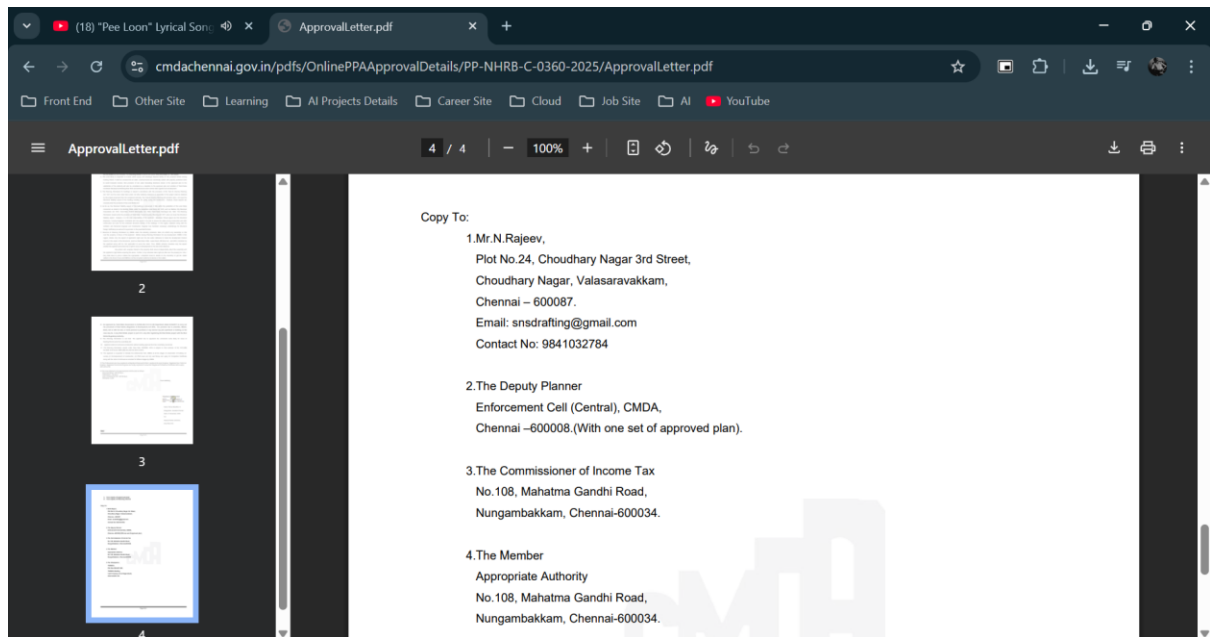 (18) "Pee Loon" Lyrical Song
ApprovalLetter.pdf
cmdachennai.gov.in/pdfs/OnlinePPAApprovalDetails/PP-NHRB-C-0360-2025/ApprovalLetter.pdf
Front End Other Site Learning AI Projects Details Career Site Cloud Job Site AI YouTube
ApprovalLetter.pdf
4 / 4
100%
2
3
4
Copy To:
1.Mr.N.Rajeev,
Plot No.24, Choudhary Nagar 3rd Street,
Choudhary Nagar, Valasaravakkam,
Chennai – 600087.
Email: snsdrafting@gmail.com
Contact No: 9841032784
2.The Deputy Planner
Enforcement Cell (Central), CMDA,
Chennai –600008.(With one set of approved plan).
3.The Commissioner of Income Tax
No.108, Mahatma Gandhi Road,
Nungambakkam, Chennai-600034.
4.The Member
Appropriate Authority
No.108, Mahatma Gandhi Road,
Nungambakkam, Chennai-600034.